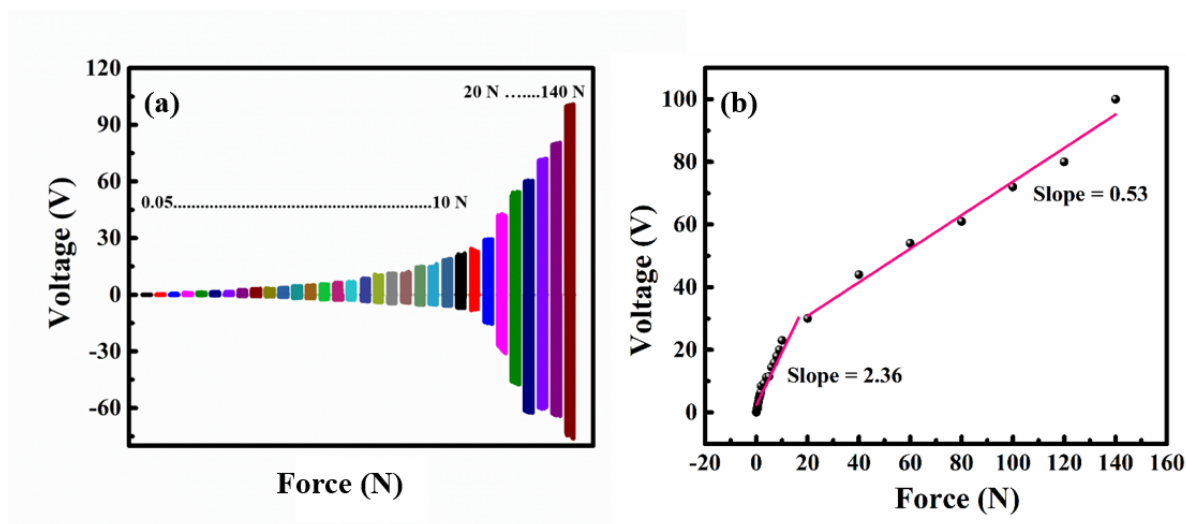 120
90
60
30
0
-30
-60
Voltage (V)
(a)
20 N …...140 N
0.05......................................................10 N
Force (N)
100
80
60
40
20
0
Voltage (V)
(b)
Slope = 0.53
Slope = 2.36
-20 0 20 40 60 80 100 120 140 160
Force (N)